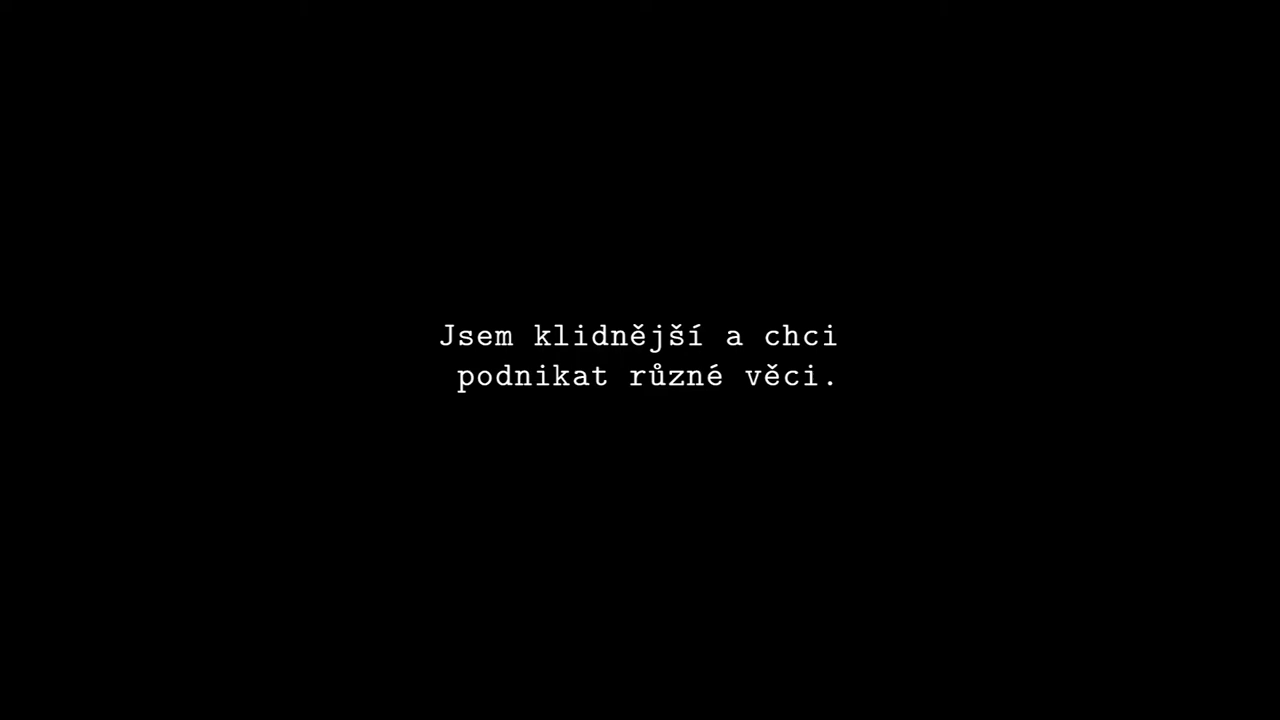 Jsem klidnější a chci
podnikat různé věci.